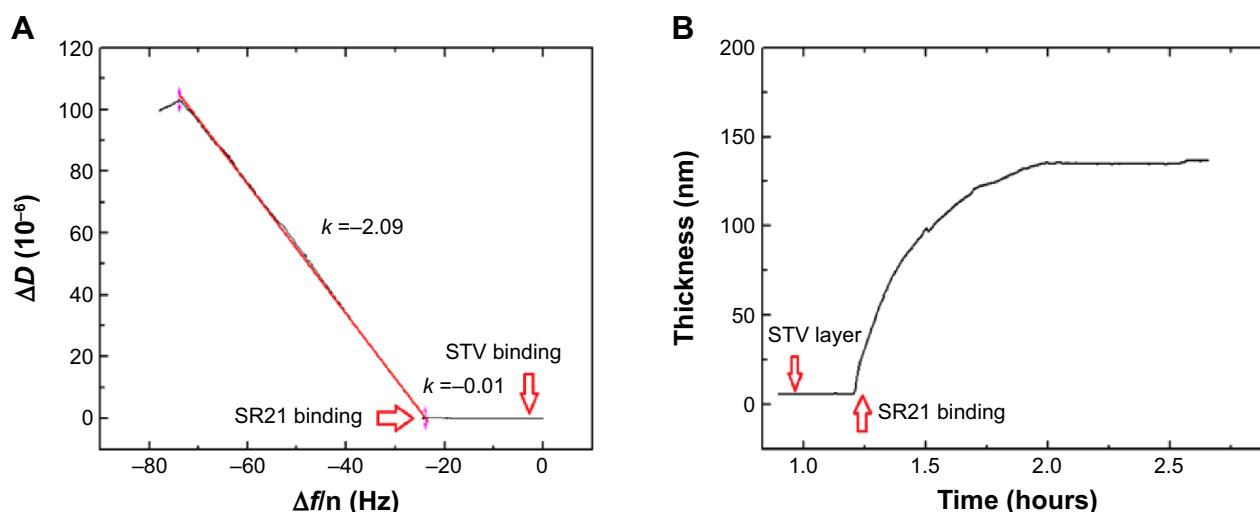 A
120
100
80
60
40
20
0
ΔD (10⁻⁶)
k =–2.09
STV binding
k =–0.01
SR21 binding
–80
–60
–40
–20
0
Δf/n (Hz)
B
200
150
100
50
0
Thickness (nm)
STV layer
SR21 binding
1.0
1.5
2.0
2.5
Time (hours)